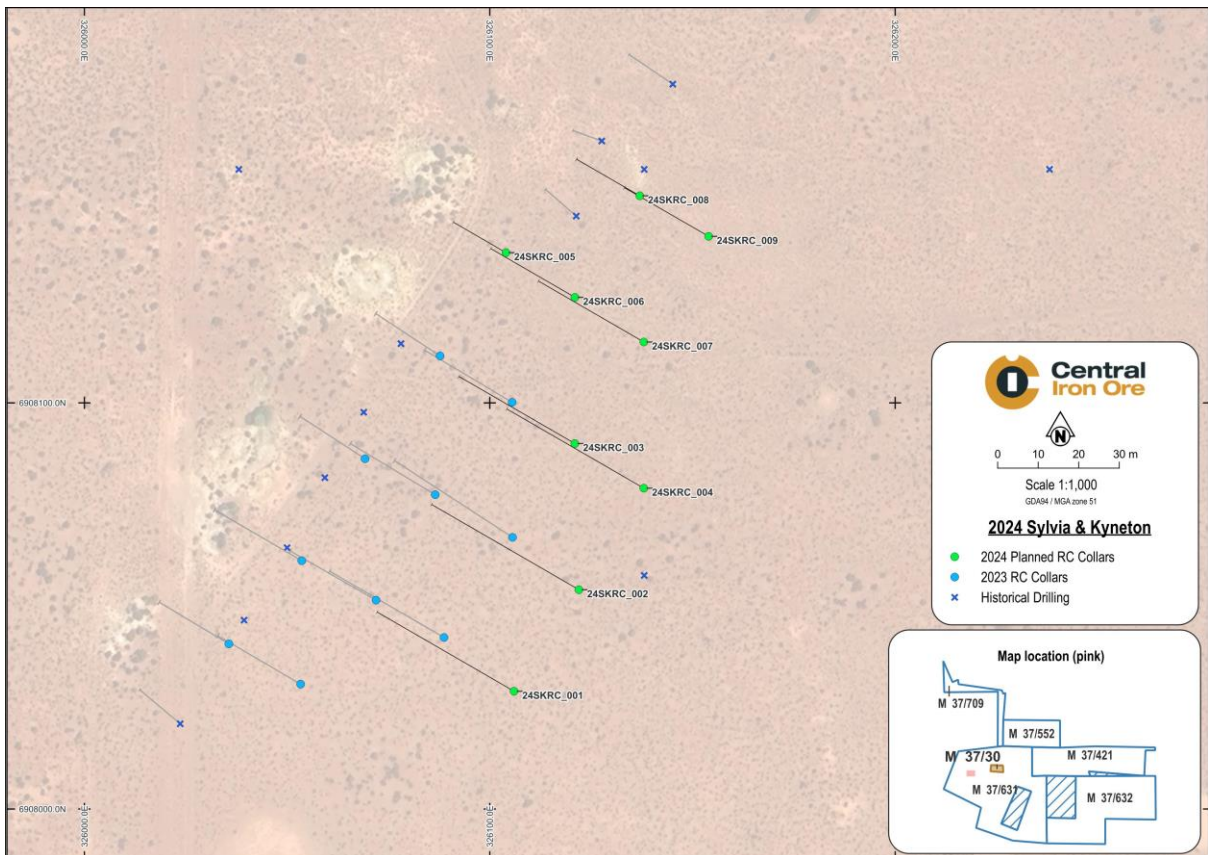 326000.0E
326100.0E
326200.0E
24SKRC_008
24SKRC_009
24SKRC_005
24SKRC_006
24SKRC_007
6908100.0N
24SKRC_003
24SKRC_004
24SKRC_002
24SKRC_001
6908000.0N
326000.0E
326100.0E
Central
Iron Ore
N
0 10 20 30 m
Scale 1:1,000
GDA94 / MGA zone 51
2024 Sylvia & Kyneton
2024 Planned RC Collars
2023 RC Collars
Historical Drilling
Map location (pink)
M 37/709
M 37/552
M 37/30
M 37/421
M 37/631
M 37/632